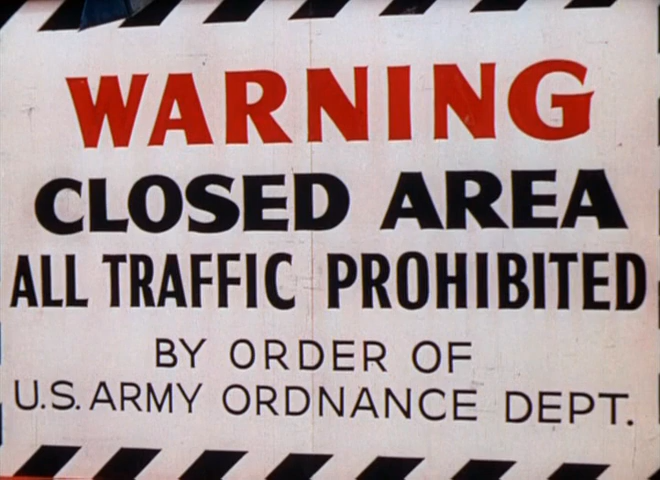 WARNING
CLOSED AREA
ALL TRAFFIC PROHIBITED
BY ORDER OF
U.S. ARMY ORDNANCE DEPT.